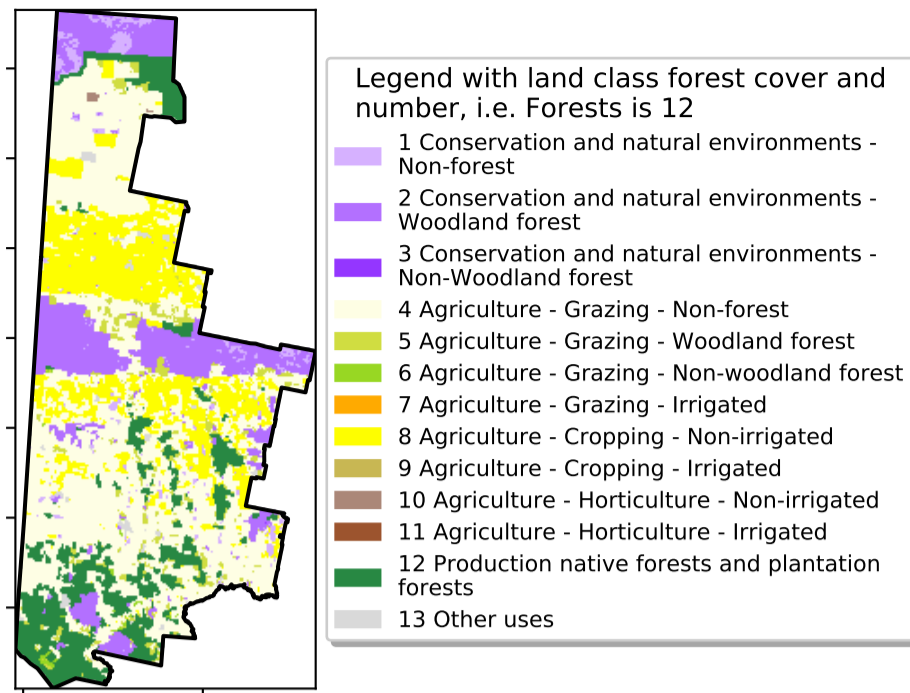 Legend with land class forest cover and
number, i.e. Forests is 12
1 Conservation and natural environments -
Non-forest
2 Conservation and natural environments -
Woodland forest
3 Conservation and natural environments -
Non-Woodland forest
4 Agriculture - Grazing - Non-forest
5 Agriculture - Grazing - Woodland forest
6 Agriculture - Grazing - Non-woodland forest
7 Agriculture - Grazing - Irrigated
8 Agriculture - Cropping - Non-irrigated
9 Agriculture - Cropping - Irrigated
10 Agriculture - Horticulture - Non-irrigated
11 Agriculture - Horticulture - Irrigated
12 Production native forests and plantation
forests
13 Other uses